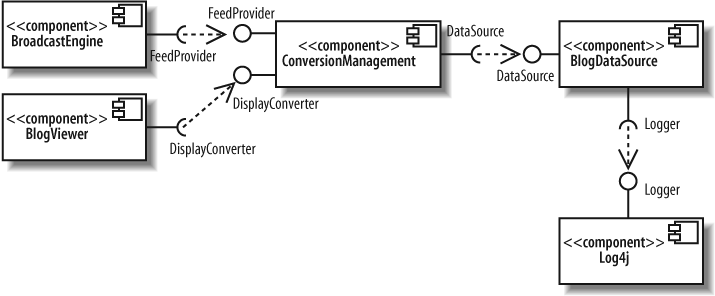 <<component>>
BroadcastEngine
FeedProvider
FeedProvider
<<component>>
ConversionManagement
DataSource
DataSource
<<component>>
BlogDataSource
<<component>>
BlogViewer
DisplayConverter
DisplayConverter
Logger
Logger
<<component>>
Log4j